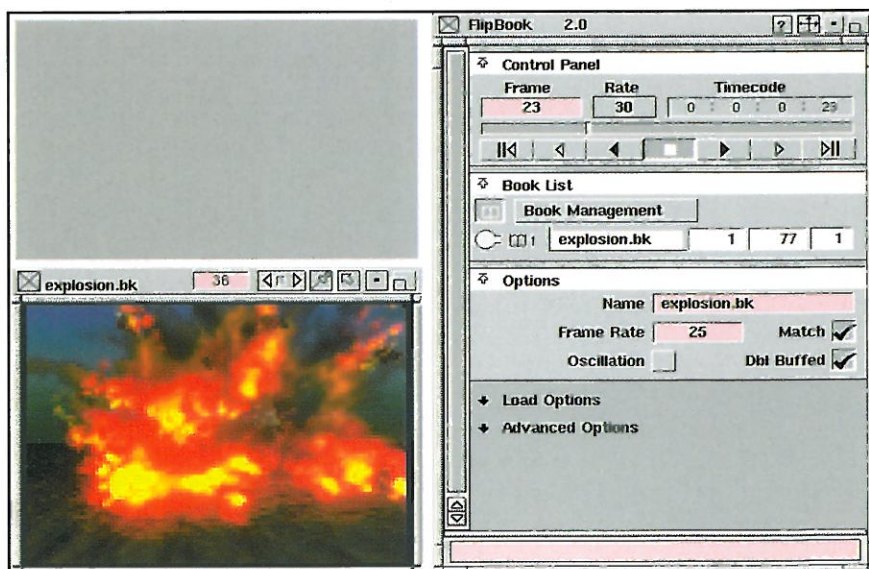 FlipBook 2.0 ?
Control Panel
Frame Rate Timecode
23 30 0 : 0 : 0 : 23
Book List
Book Management
1 explosion.bk 1 77 1
explosion.bk 36
Options
Name explosion.bk
Frame Rate 25 Match
Oscillation Dbl Buffed
Load Options
Advanced Options